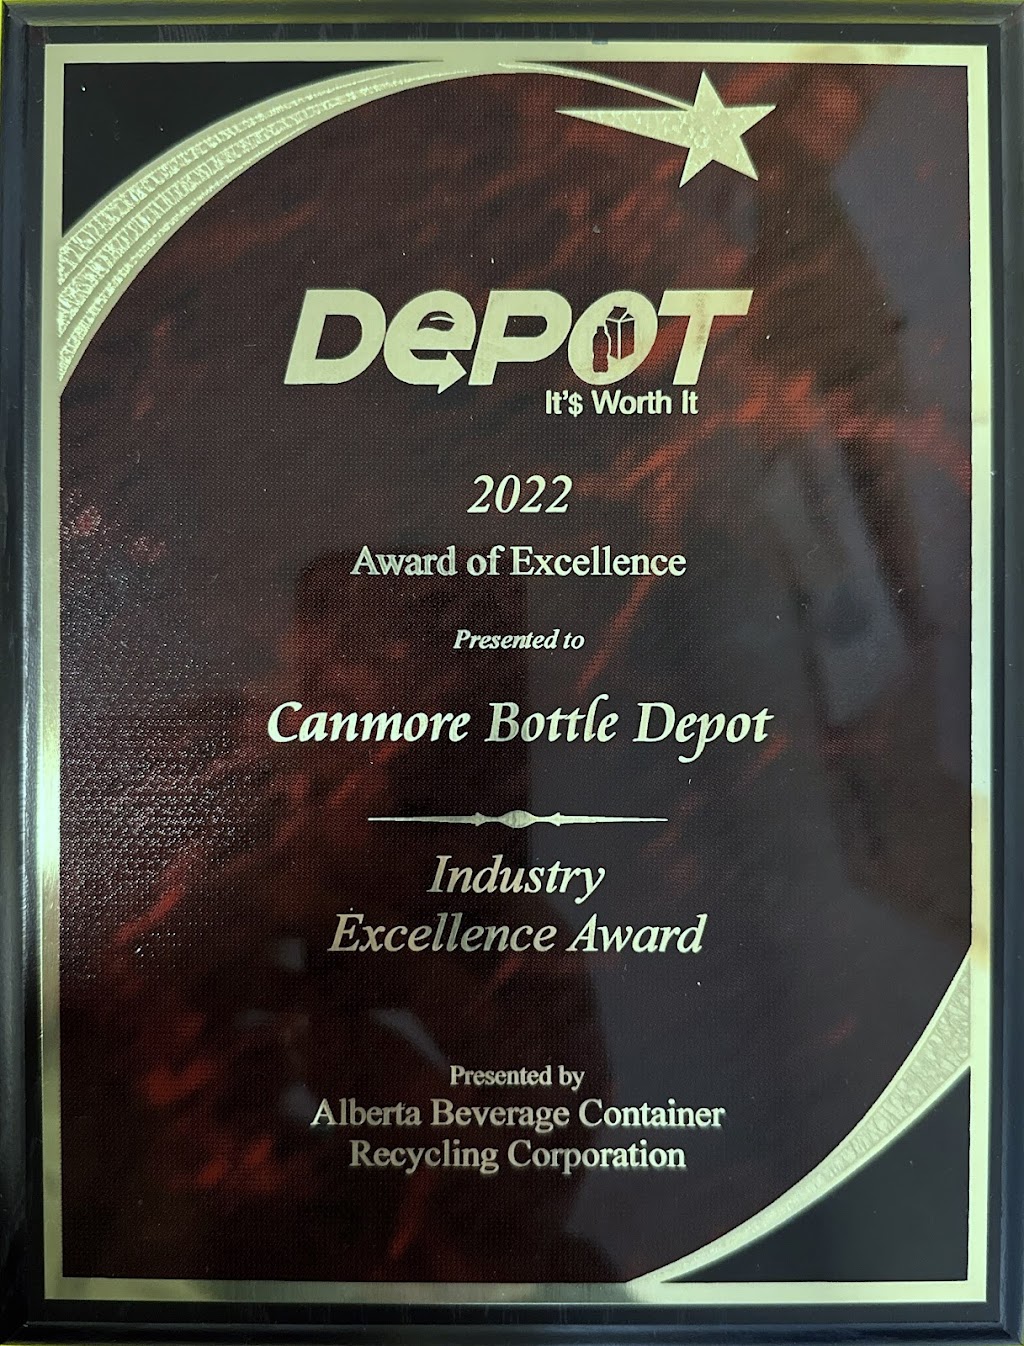 DePOT
It'$ Worth It
2022
Award of Excellence
Presented to
Canmore Bottle Depot
Industry
Excellence Award
Presented by
Alberta Beverage Container
Recycling Corporation